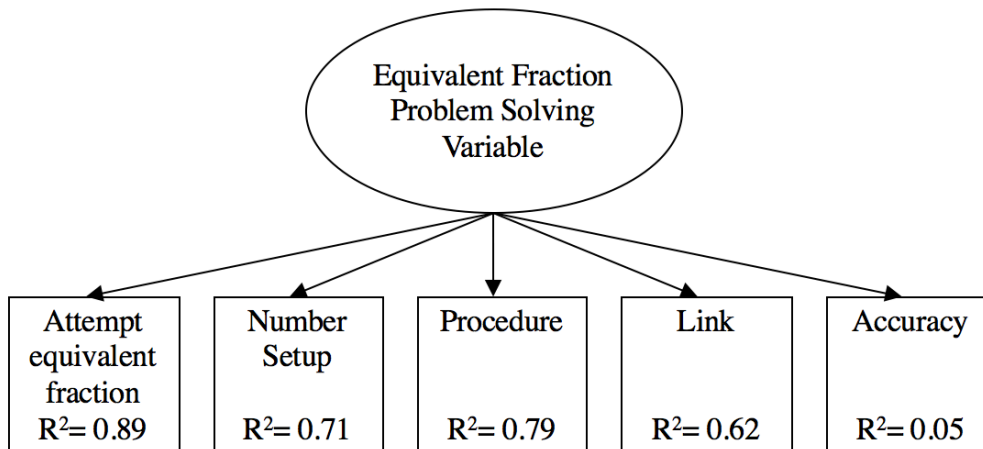 Equivalent Fraction
Problem Solving
Variable
Attempt
equivalent
fraction
R²= 0.89
Number
Setup
R²= 0.71
Procedure
R²= 0.79
Link
R²= 0.62
Accuracy
R²= 0.05